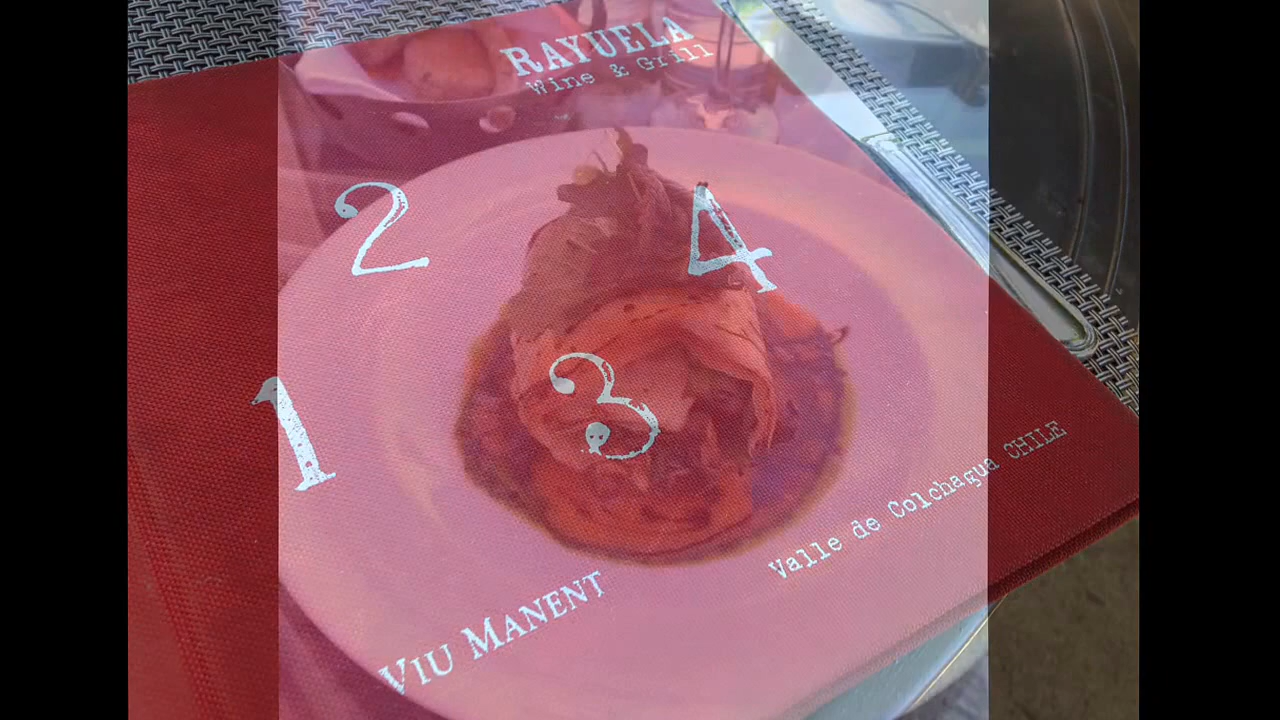 RAYUELA
Wine & Grill
2
4
1
3
Valle de Colchagua CHILE
VIU MANENT